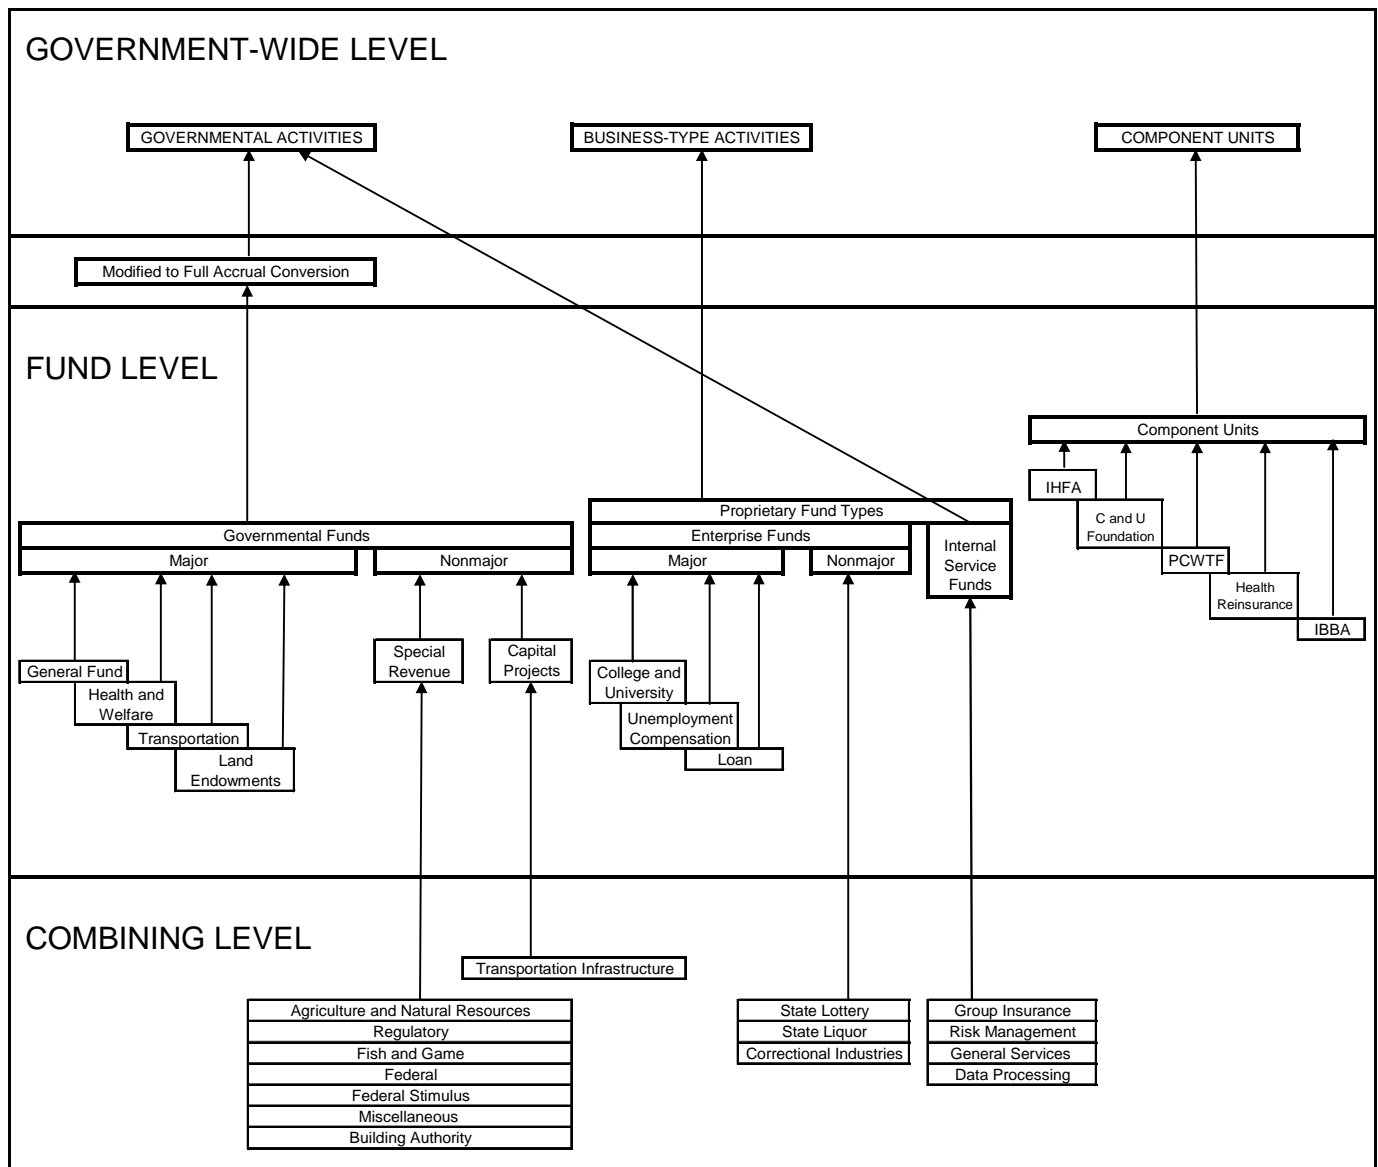 GOVERNMENT-WIDE LEVEL
GOVERNMENTAL ACTIVITIES
BUSINESS-TYPE ACTIVITIES
COMPONENT UNITS
Modified to Full Accrual Conversion
FUND LEVEL
Component Units
IHFA
C and U
Foundation
PCWTF
Health
Reinsurance
IBBA
Governmental Funds
Major
Nonmajor
General Fund
Health and
Welfare
Transportation
Land
Endowments
Special
Revenue
Capital
Projects
Proprietary Fund Types
Enterprise Funds
Major
Nonmajor
Internal
Service
Funds
College and
University
Unemployment
Compensation
Loan
COMBINING LEVEL
Transportation Infrastructure
Agriculture and Natural Resources
Regulatory
Fish and Game
Federal
Federal Stimulus
Miscellaneous
Building Authority
State Lottery
State Liquor
Correctional Industries
Group Insurance
Risk Management
General Services
Data Processing